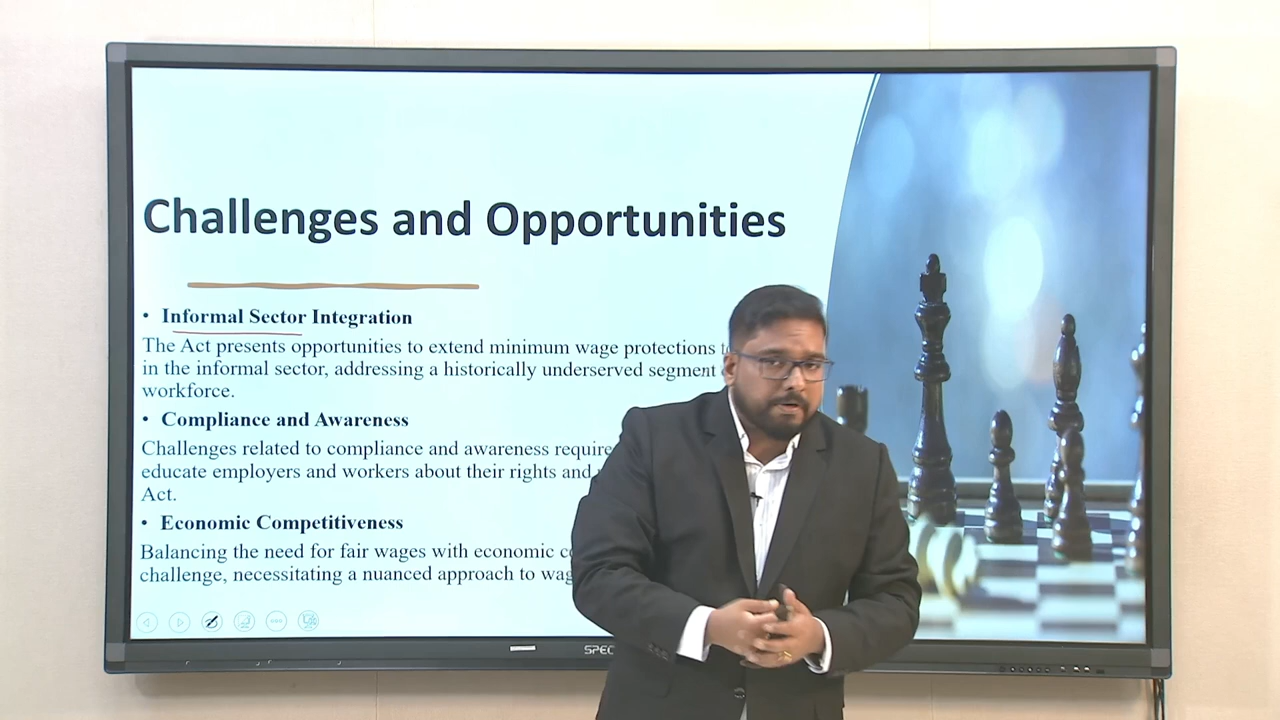 Challenges and Opportunities
• Informal Sector Integration
The Act presents opportunities to extend minimum wage protections
in the informal sector, addressing a historically underserved segment
workforce.
• Compliance and Awareness
Challenges related to compliance and awareness require
educate employers and workers about their rights and
Act.
• Economic Competitiveness
Balancing the need for fair wages with economic
challenge, necessitating a nuanced approach to
SPEC